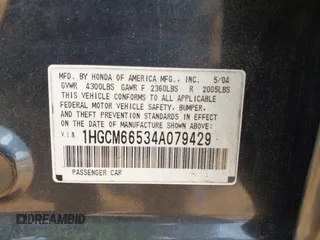 MFD. BY HONDA OF AMERICA MFG., INC. 5/04
GVWR 4300LBS GAWR F 2360LBS R 2005LBS
THIS VEHICLE CONFORMS TO ALL APPLICABLE
FEDERAL MOTOR VEHICLE SAFETY, BUMPER,
AND THEFT PREVENTION STANDARDS IN EFFECT
ON THE DATE OF MANUFACTURE SHOWN ABOVE.
V.I.N. 1HGCM66534A079429
PASSENGER CAR
DREAMBID